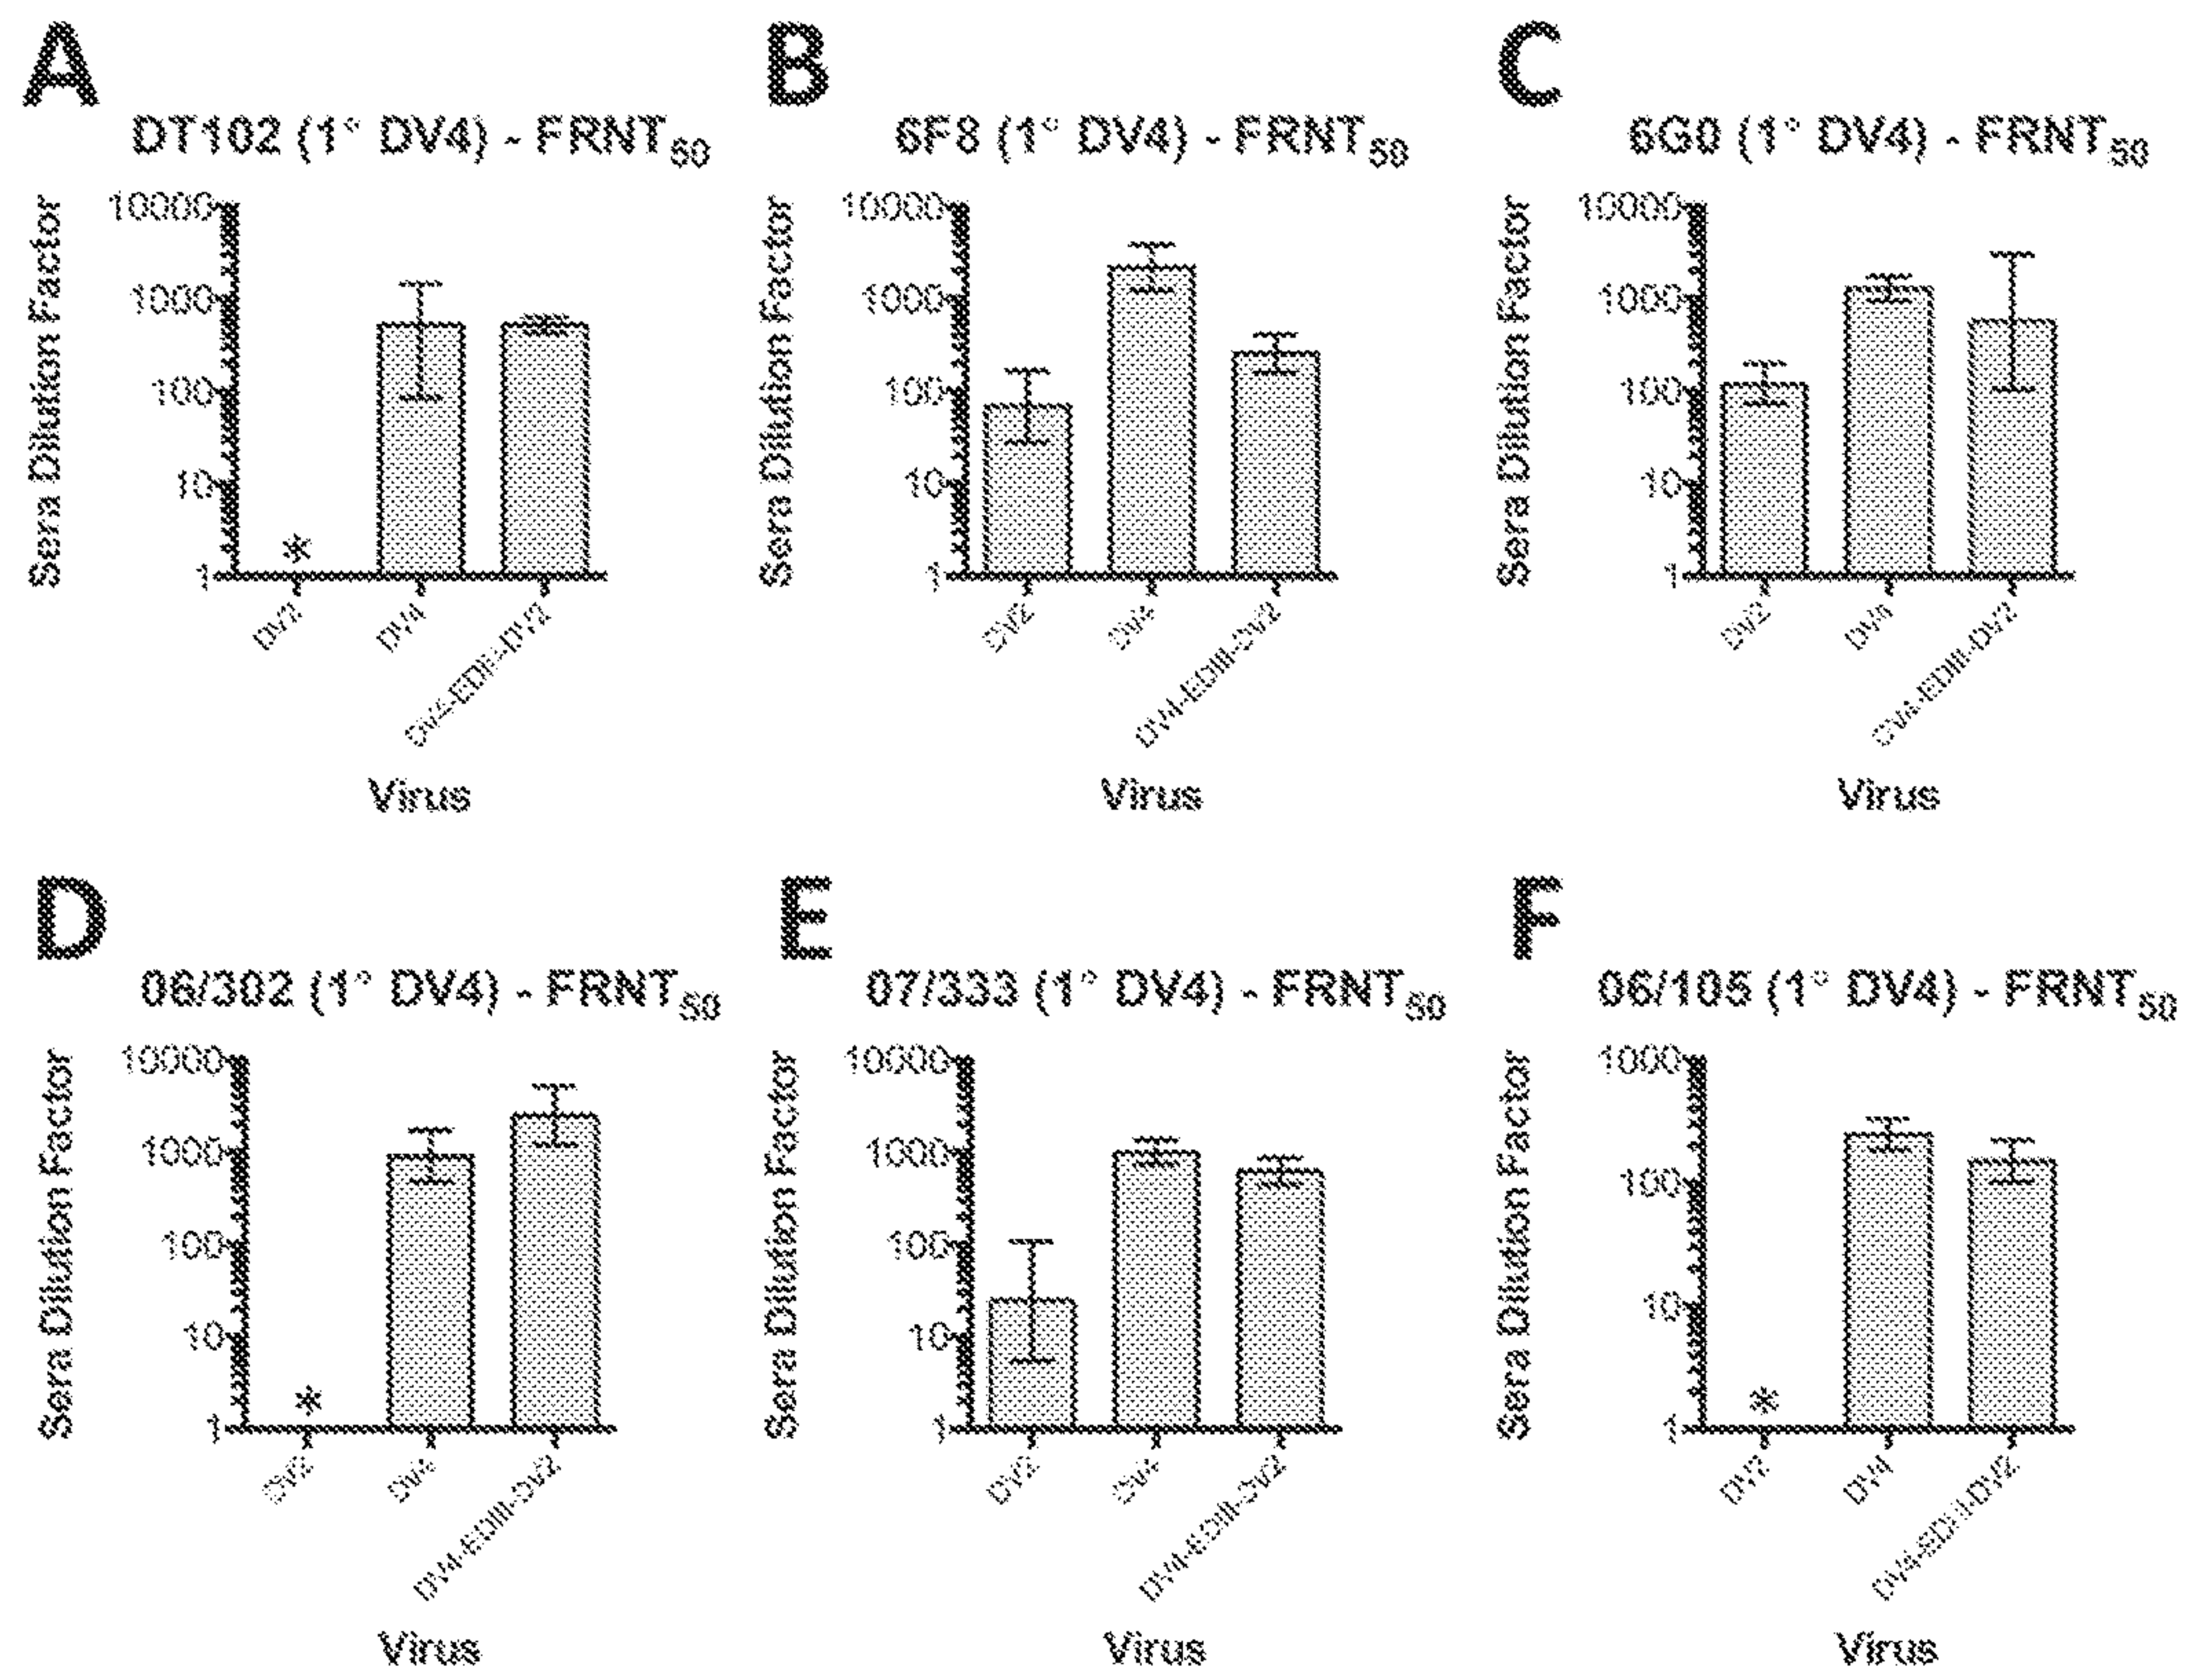 A
DT102 (1° DV4) - FRNT50
Sera Dilution Factor
10000
1000
100
10
1
*
DV2
DV4
DV4-EDIII-DV2
Virus
B
6F8 (1° DV4) - FRNT50
Sera Dilution Factor
10000
1000
100
10
1
DV2
DV4
DV4-EDIII-DV2
Virus
C
6G0 (1° DV4) - FRNT50
Sera Dilution Factor
10000
1000
100
10
1
DV2
DV4
DV4-EDIII-DV2
Virus
D
06/302 (1° DV4) - FRNT50
Sera Dilution Factor
10000
1000
100
10
1
*
DV2
DV4
DV4-EDIII-DV2
Virus
E
07/333 (1° DV4) - FRNT50
Sera Dilution Factor
10000
1000
100
10
1
DV2
DV4
DV4-EDIII-DV2
Virus
F
06/105 (1° DV4) - FRNT50
Sera Dilution Factor
1000
100
10
1
*
DV2
DV4
DV4-EDIII-DV2
Virus